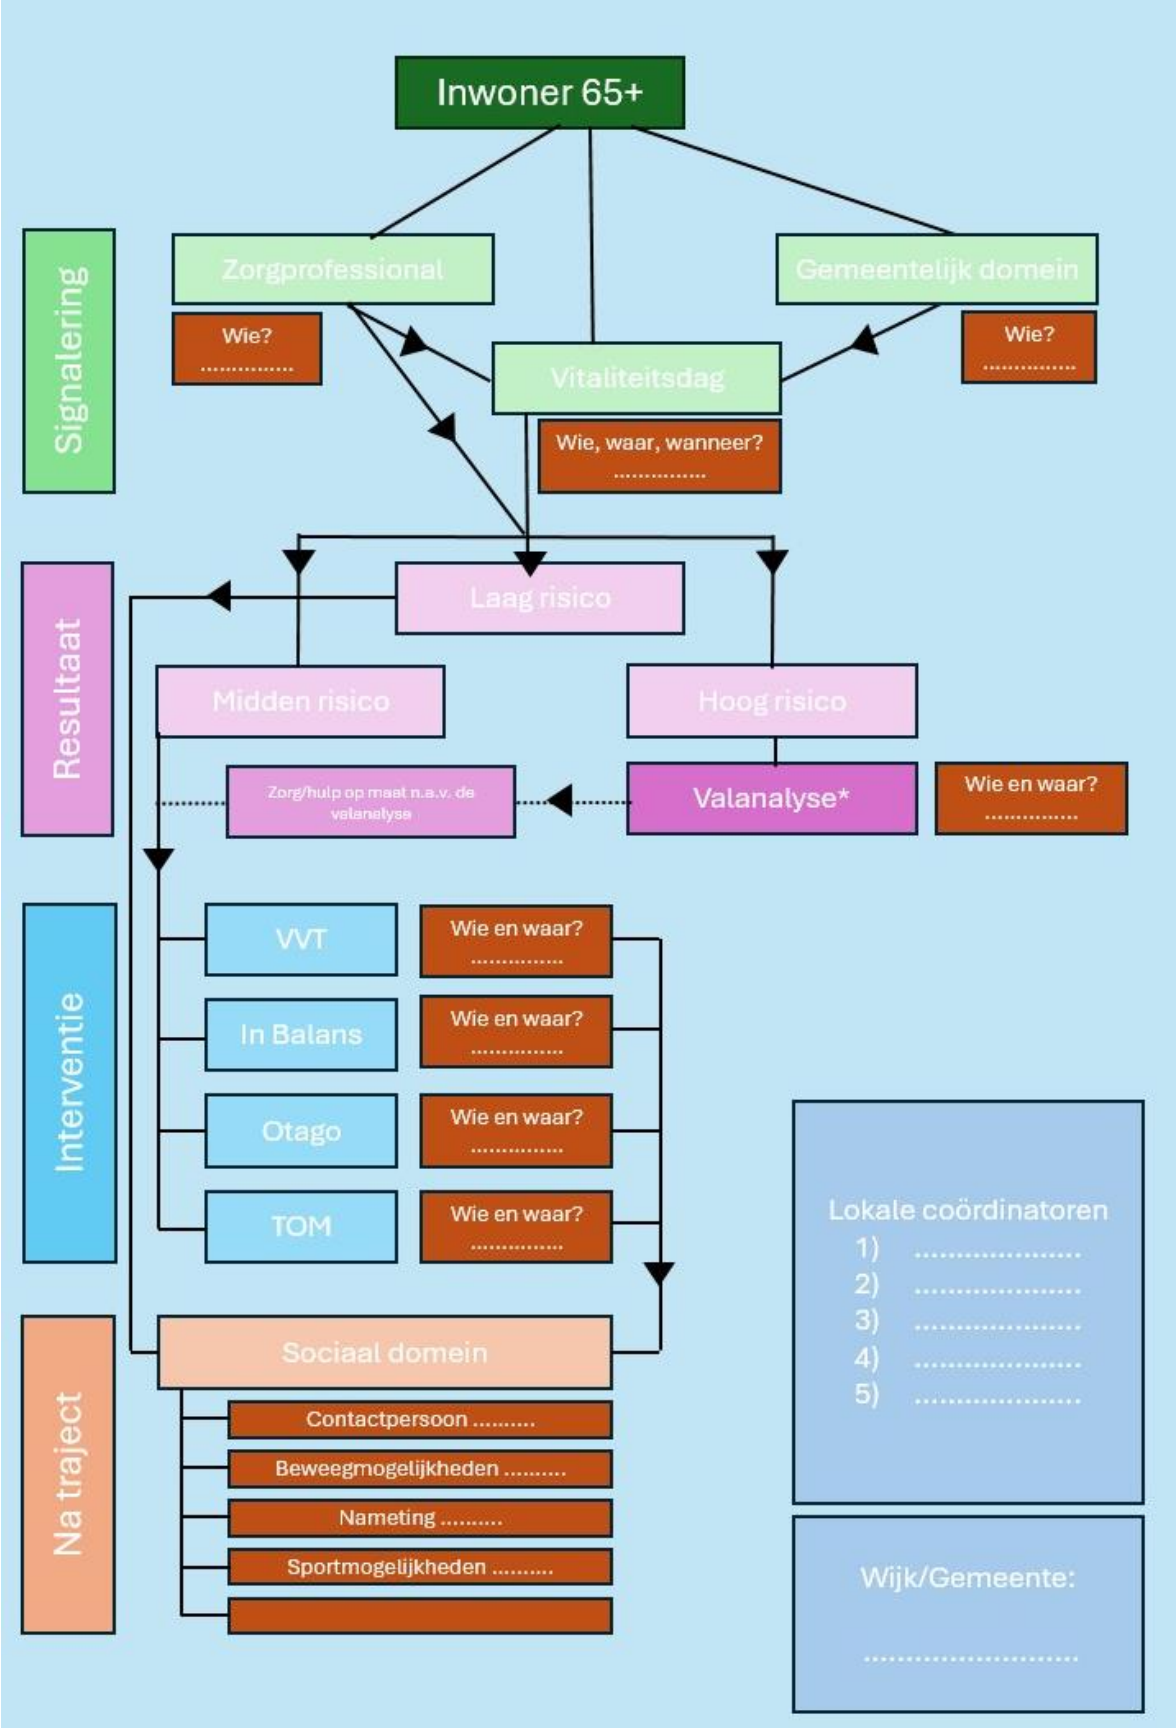 Inwoner 65+
Signalering
Zorgprofessional
Gemeentelijk domein
Wie?
...............
Wie?
...............
Vitaliteitsdag
Wie, waar, wanneer?
...............
Resultaat
Laag risico
Midden risico
Hoog risico
Zorg/hulp op maat n.a.v. de
valanalyse
Valanalyse*
Wie en waar?
...............
Interventie
VVT
Wie en waar?
...............
In Balans
Wie en waar?
...............
Otago
Wie en waar?
...............
TOM
Wie en waar?
...............
Na traject
Sociaal domein
Contactpersoon ..........
Beweegmogelijkheden ..........
Nameting ..........
Sportmogelijkheden ..........
Lokale coördinatoren
1) ....................
2) ....................
3) ....................
4) ....................
5) ....................
Wijk/Gemeente:
..........................